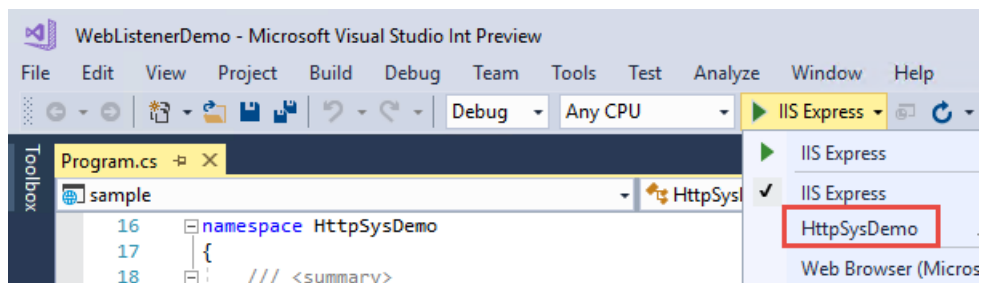 WebListenerDemo - Microsoft Visual Studio Int Preview
File Edit View Project Build Debug Team Tools Test Analyze Window Help
Debug Any CPU IIS Express
Toolbox
Program.cs
IIS Express
sample
IIS Express
16 namespace HttpSysDemo
HttpSysDemo
17 {
18 /// <summary>
Web Browser (Micros